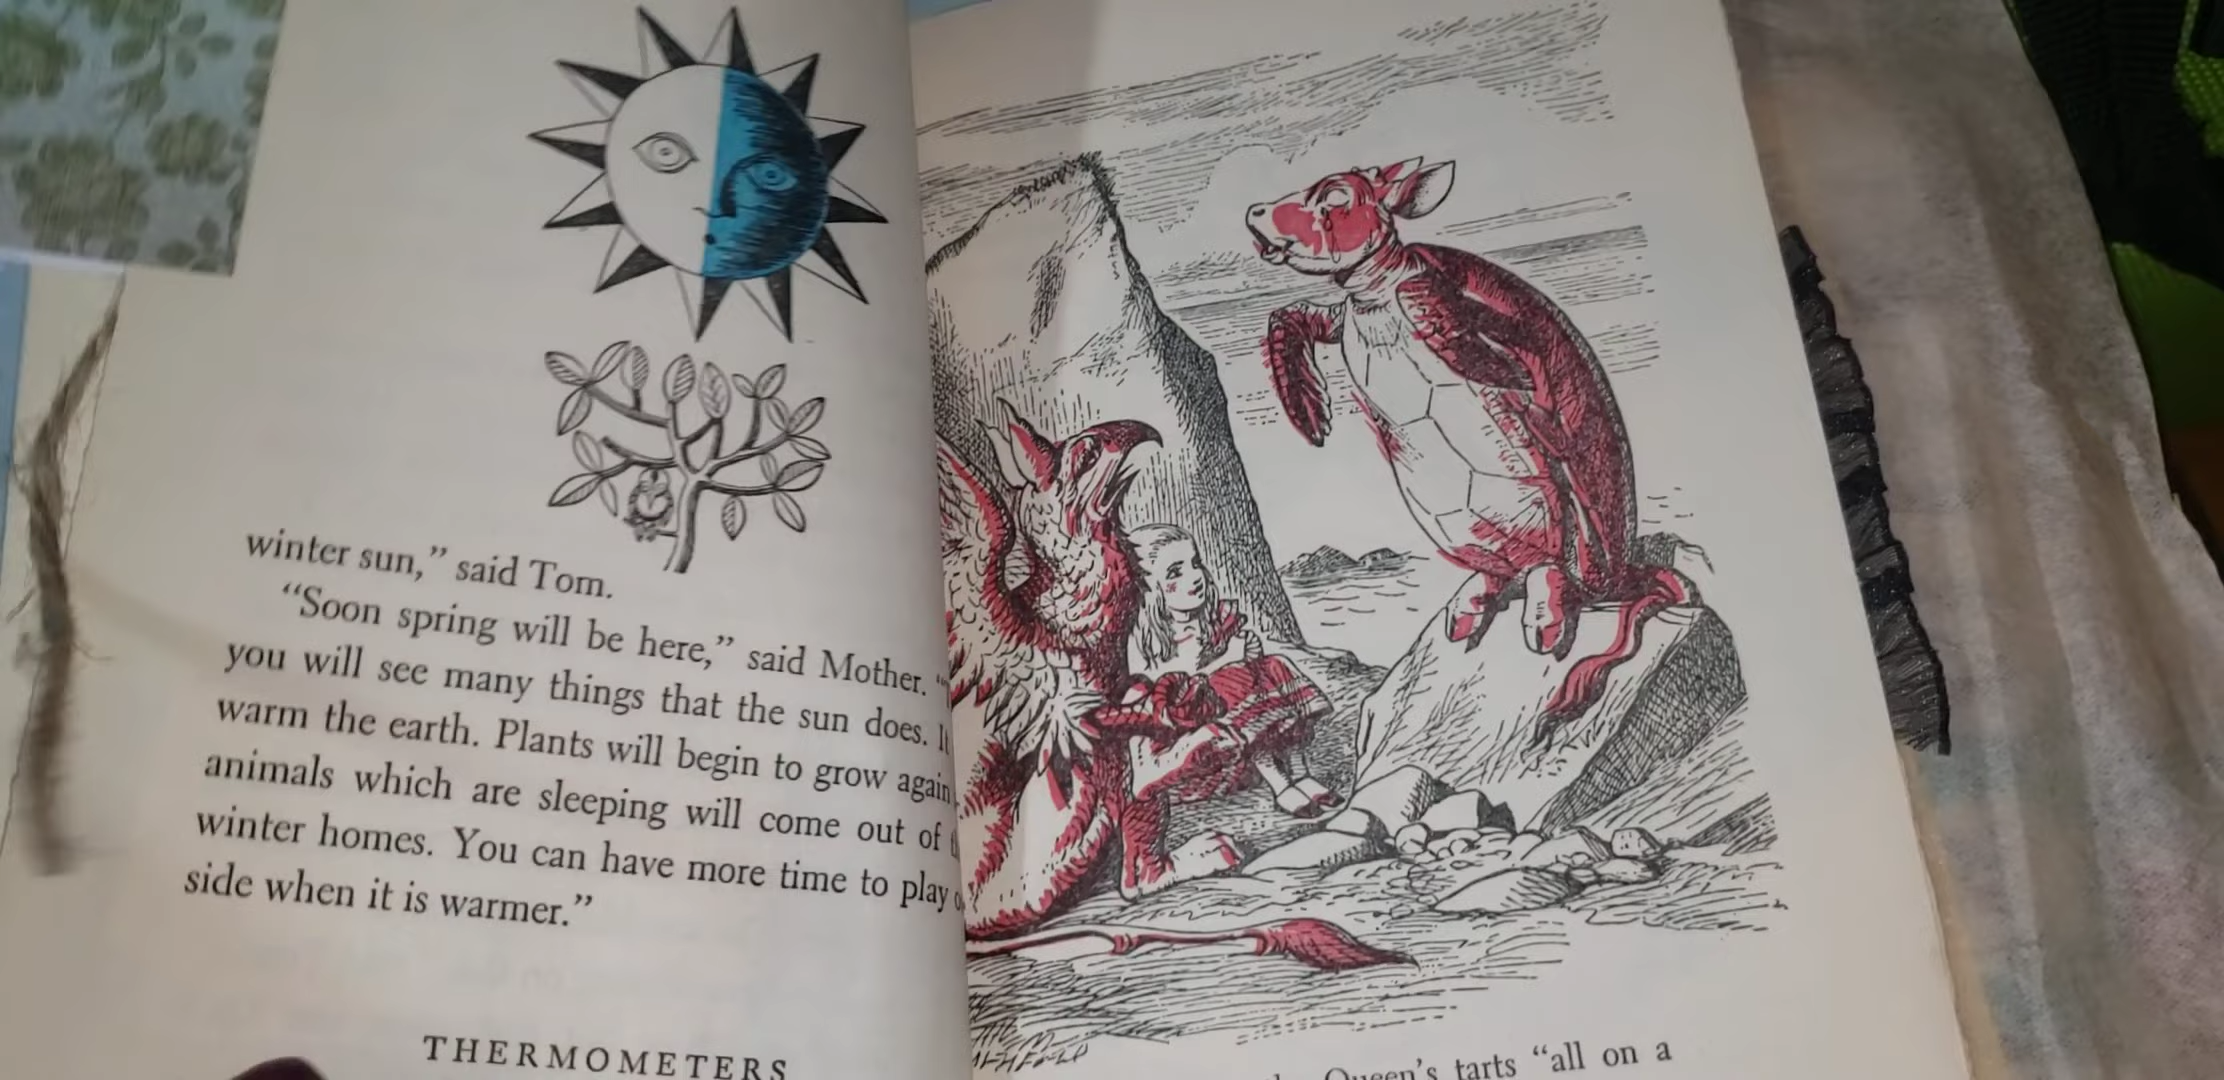 winter sun,” said Tom.
“Soon spring will be here,” said Mother. “
you will see many things that the sun does. It
warm the earth. Plants will begin to grow again
animals which are sleeping will come out of
winter homes. You can have more time to play
side when it is warmer.”
THERMOMETERS
Queen’s tarts “all on a